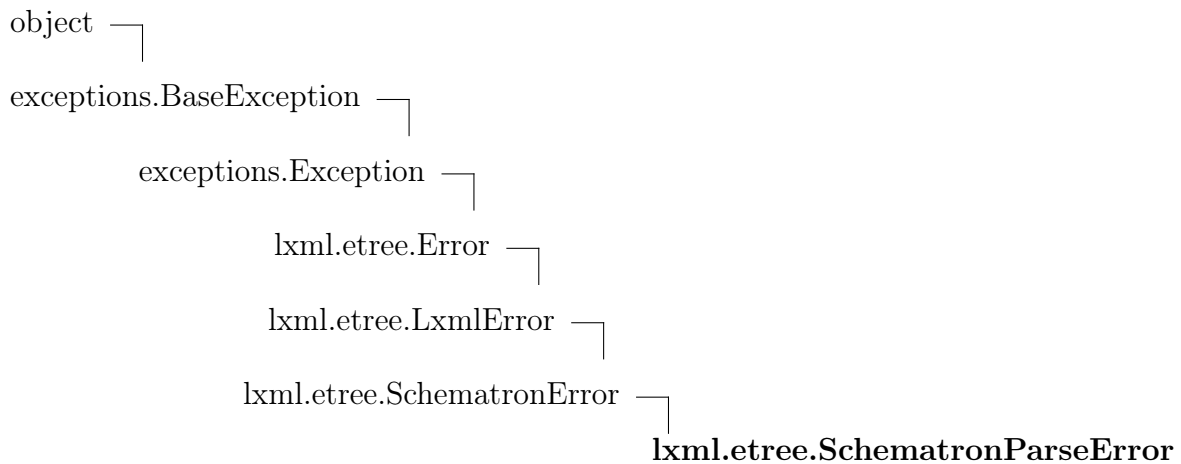 object
exceptions.BaseException
exceptions.Exception
lxml.etree.Error
lxml.etree.LxmlError
lxml.etree.SchematronError
lxml.etree.SchematronParseError